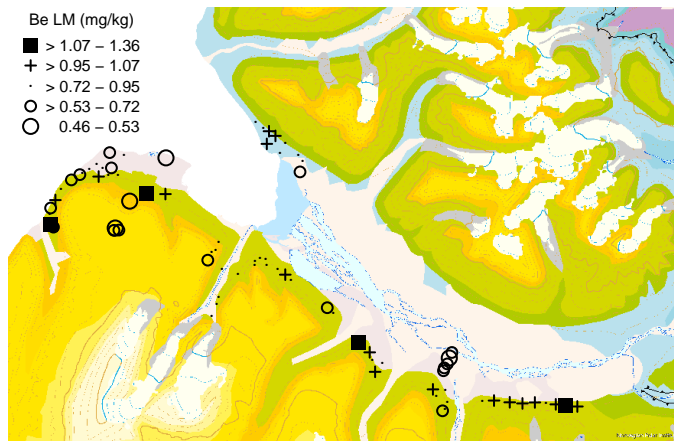 Be LM (mg/kg)
> 1.07 – 1.36
> 0.95 – 1.07
> 0.72 – 0.95
> 0.53 – 0.72
0.46 – 0.53